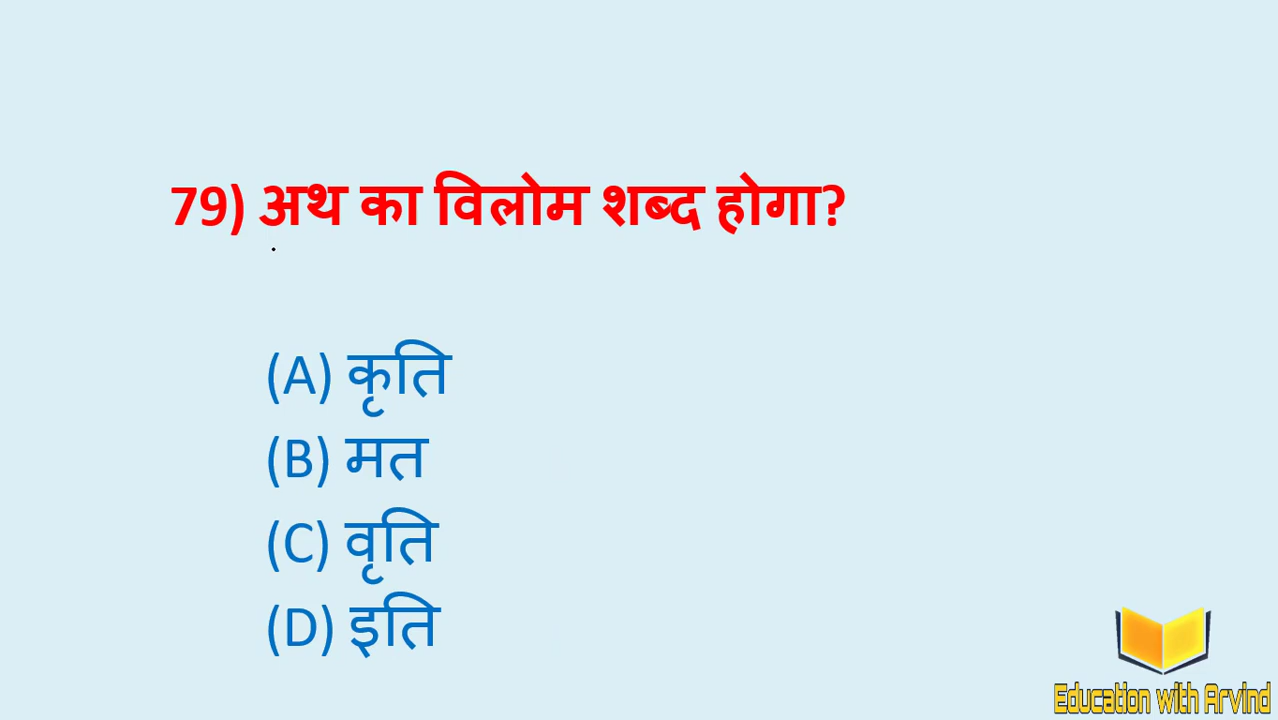 79) अथ का विलोम शब्द होगा?
(A) कृति
(B) मत
(C) वृति
(D) इति
Education with Arvind